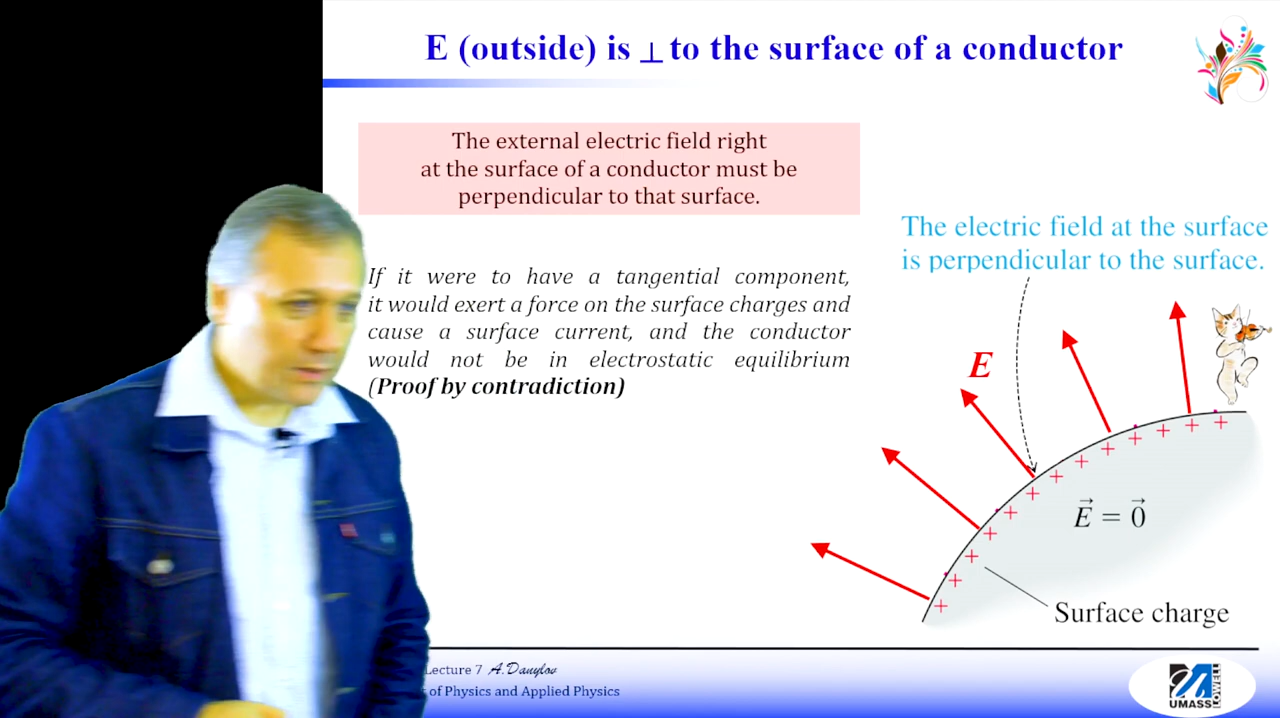 E (outside) is ⊥ to the surface of a conductor
The external electric field right
at the surface of a conductor must be
perpendicular to that surface.
If it were to have a tangential component,
it would exert a force on the surface charges and
cause a surface current, and the conductor
would not be in electrostatic equilibrium
(Proof by contradiction)
The electric field at the surface
is perpendicular to the surface.
E
+ + + + + + + + + + + + +
E⃗ = 0⃗
Surface charge
Lecture 7 A.Danylov
of Physics and Applied Physics
UMASS
LOWELL